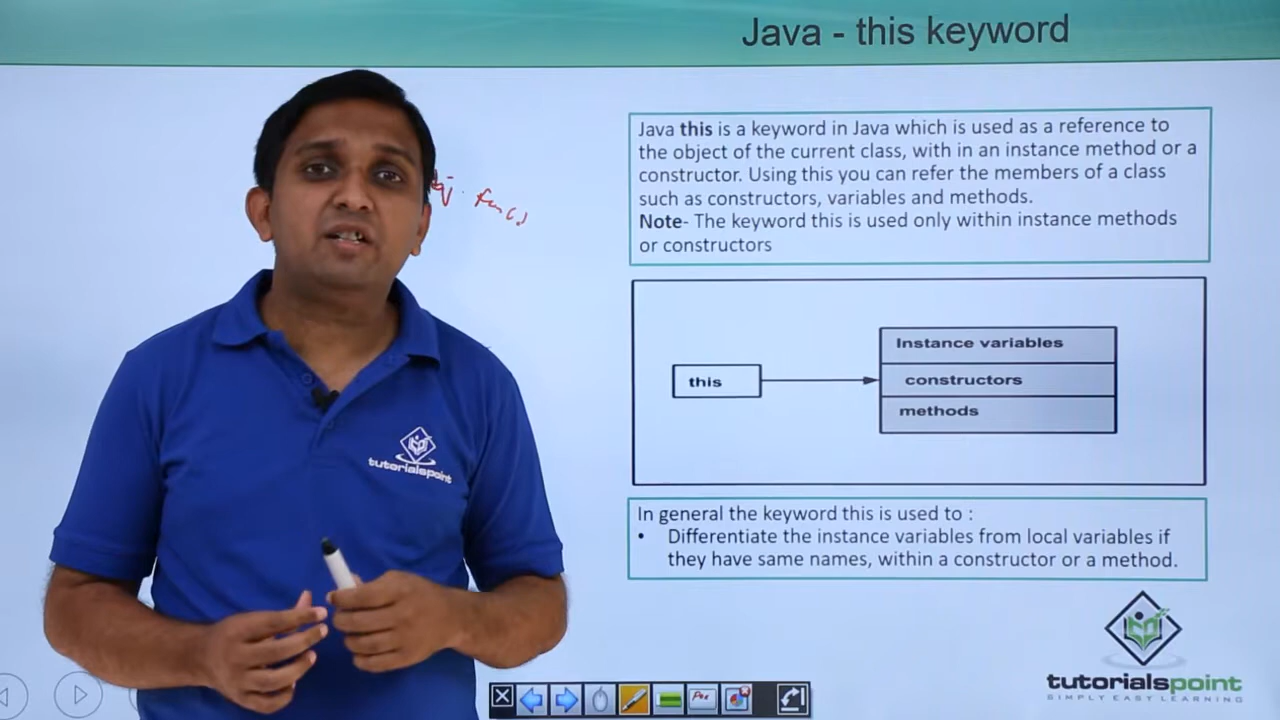 Java - this keyword
Java this is a keyword in Java which is used as a reference to
the object of the current class, with in an instance method or a
constructor. Using this you can refer the members of a class
such as constructors, variables and methods.
Note- The keyword this is used only within instance methods
or constructors
this
Instance variables
constructors
methods
In general the keyword this is used to :
• Differentiate the instance variables from local variables if
they have same names, within a constructor or a method.
tutorialspoint
tutorialspoint
SIMPLY EASY LEARNING